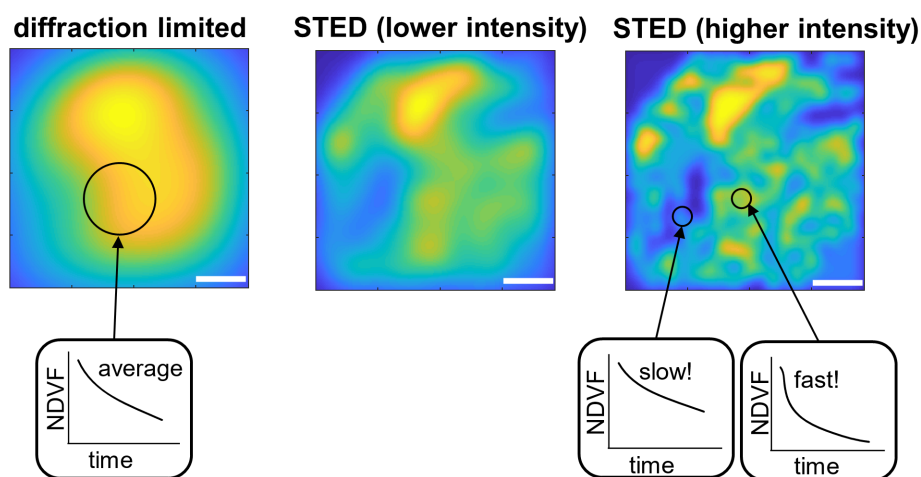 diffraction limited
STED (lower intensity)
STED (higher intensity)
average
NDVF
time
slow!
NDVF
time
fast!
NDVF
time